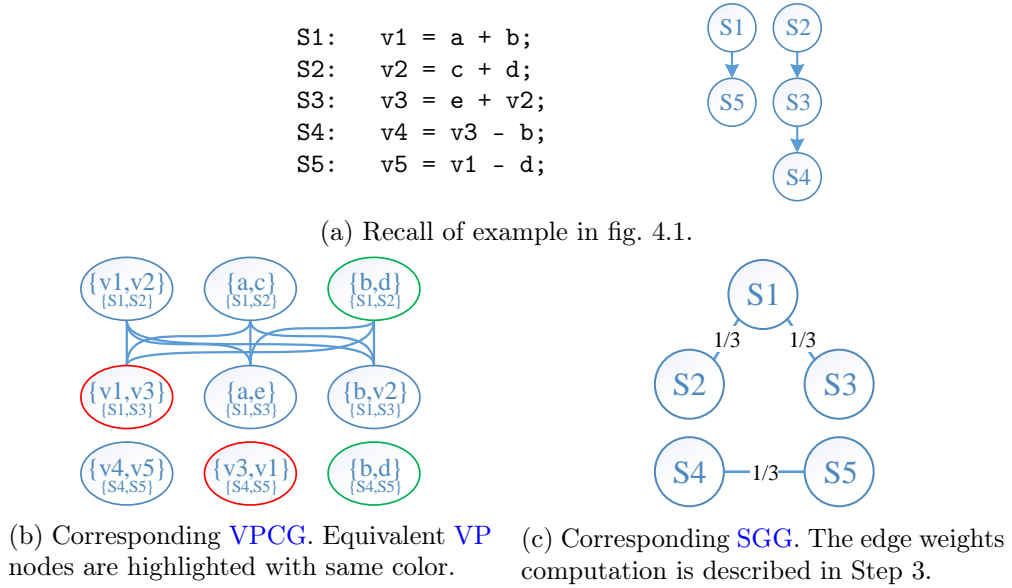 S1: v1 = a + b;
S2: v2 = c + d;
S3: v3 = e + v2;
S4: v4 = v3 - b;
S5: v5 = v1 - d;
S1 S2
S5 S3
S4
(a) Recall of example in fig. 4.1.
{v1,v2} {a,c} {b,d}
{S1,S2} {S1,S2} {S1,S2}
{v1,v3} {a,e} {b,v2}
{S1,S3} {S1,S3} {S1,S3}
{v4,v5} {v3,v1} {b,d}
{S4,S5} {S4,S5} {S4,S5}
(b) Corresponding VPCG. Equivalent VP
nodes are highlighted with same color.
S1
1/3 1/3
S2 S3
S4 1/3 S5
(c) Corresponding SGG. The edge weights
computation is described in Step 3.